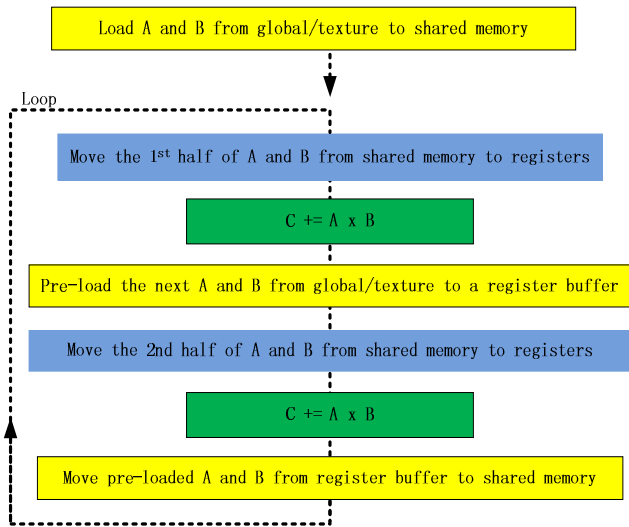 Load A and B from global/texture to shared memory
Loop
Move the 1st half of A and B from shared memory to registers
C += A x B
Pre-load the next A and B from global/texture to a register buffer
Move the 2nd half of A and B from shared memory to registers
C += A x B
Move pre-loaded A and B from register buffer to shared memory